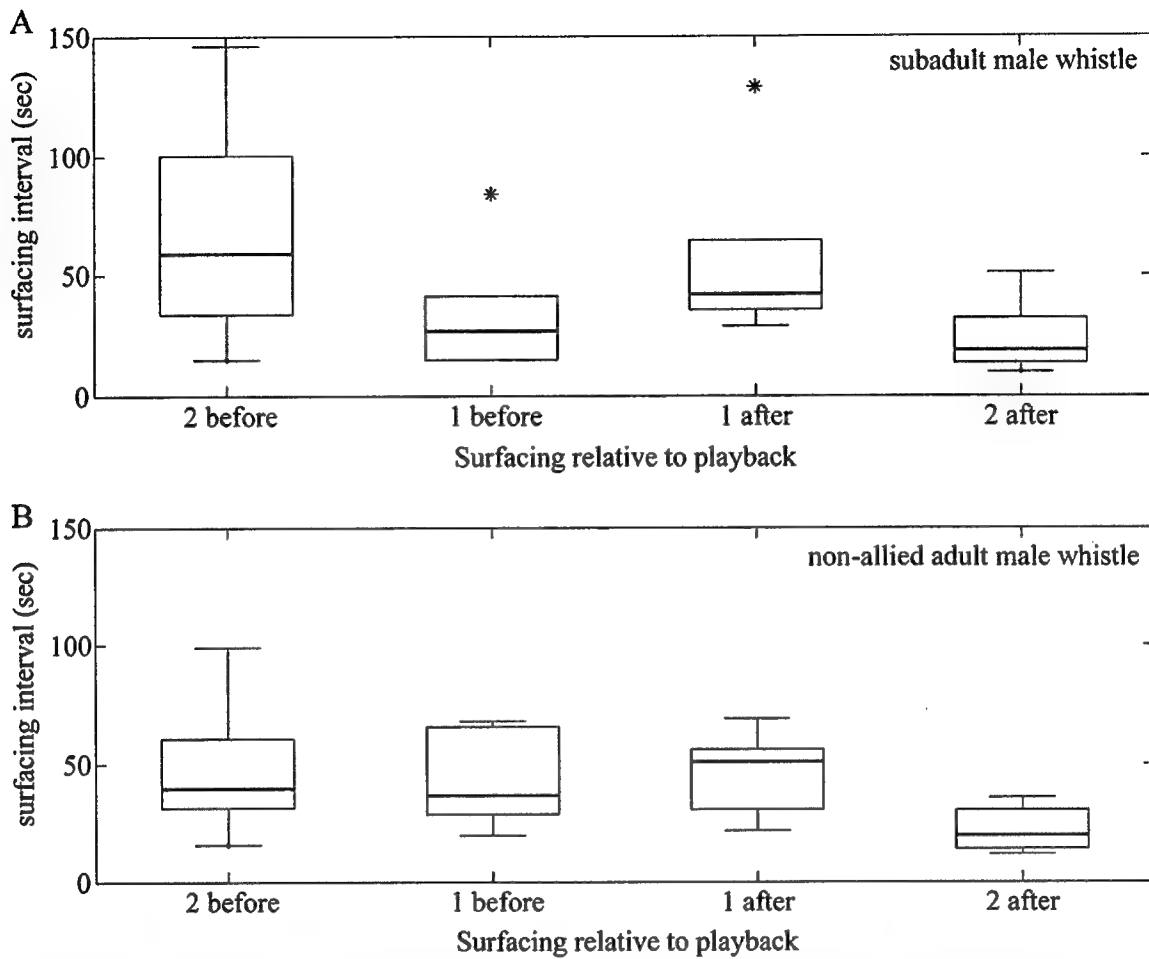 A
150
subadult male whistle
surfacing interval (sec)
100
50
0
2 before 1 before 1 after 2 after
Surfacing relative to playback
B
150
non-allied adult male whistle
surfacing interval (sec)
100
50
0
2 before 1 before 1 after 2 after
Surfacing relative to playback